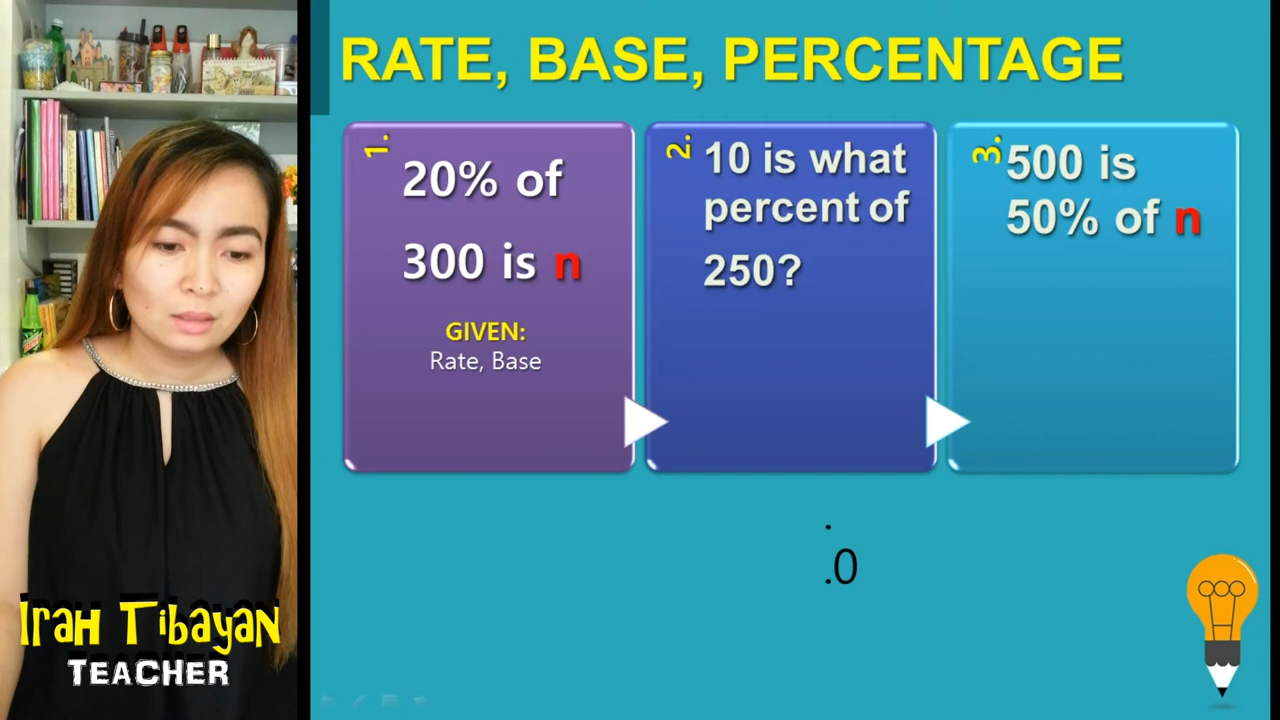 RATE, BASE, PERCENTAGE
1.
20% of
300 is n
GIVEN:
Rate, Base
2.
10 is what
percent of
250?
3.
500 is
50% of n
.
.0
Irah Tibayan
TEACHER